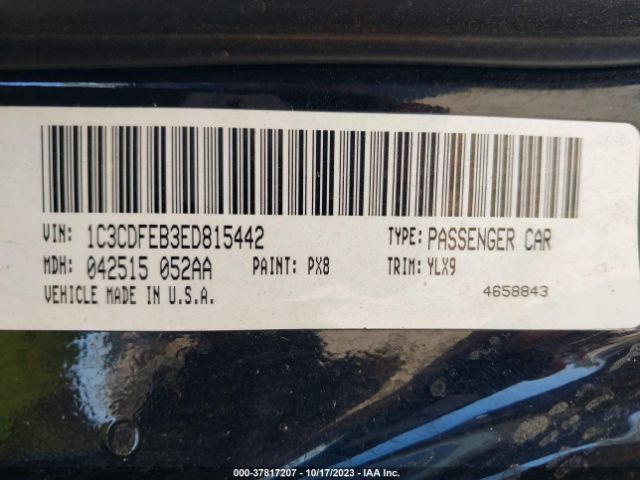 VIN: 1C3CDFEB3ED815442 TYPE: PASSENGER CAR
MDH: 042515 052AA PAINT: PX8 TRIM: YLX9
VEHICLE MADE IN U.S.A. 4658843
000-37817207 - 10/17/2023 - IAA Inc.